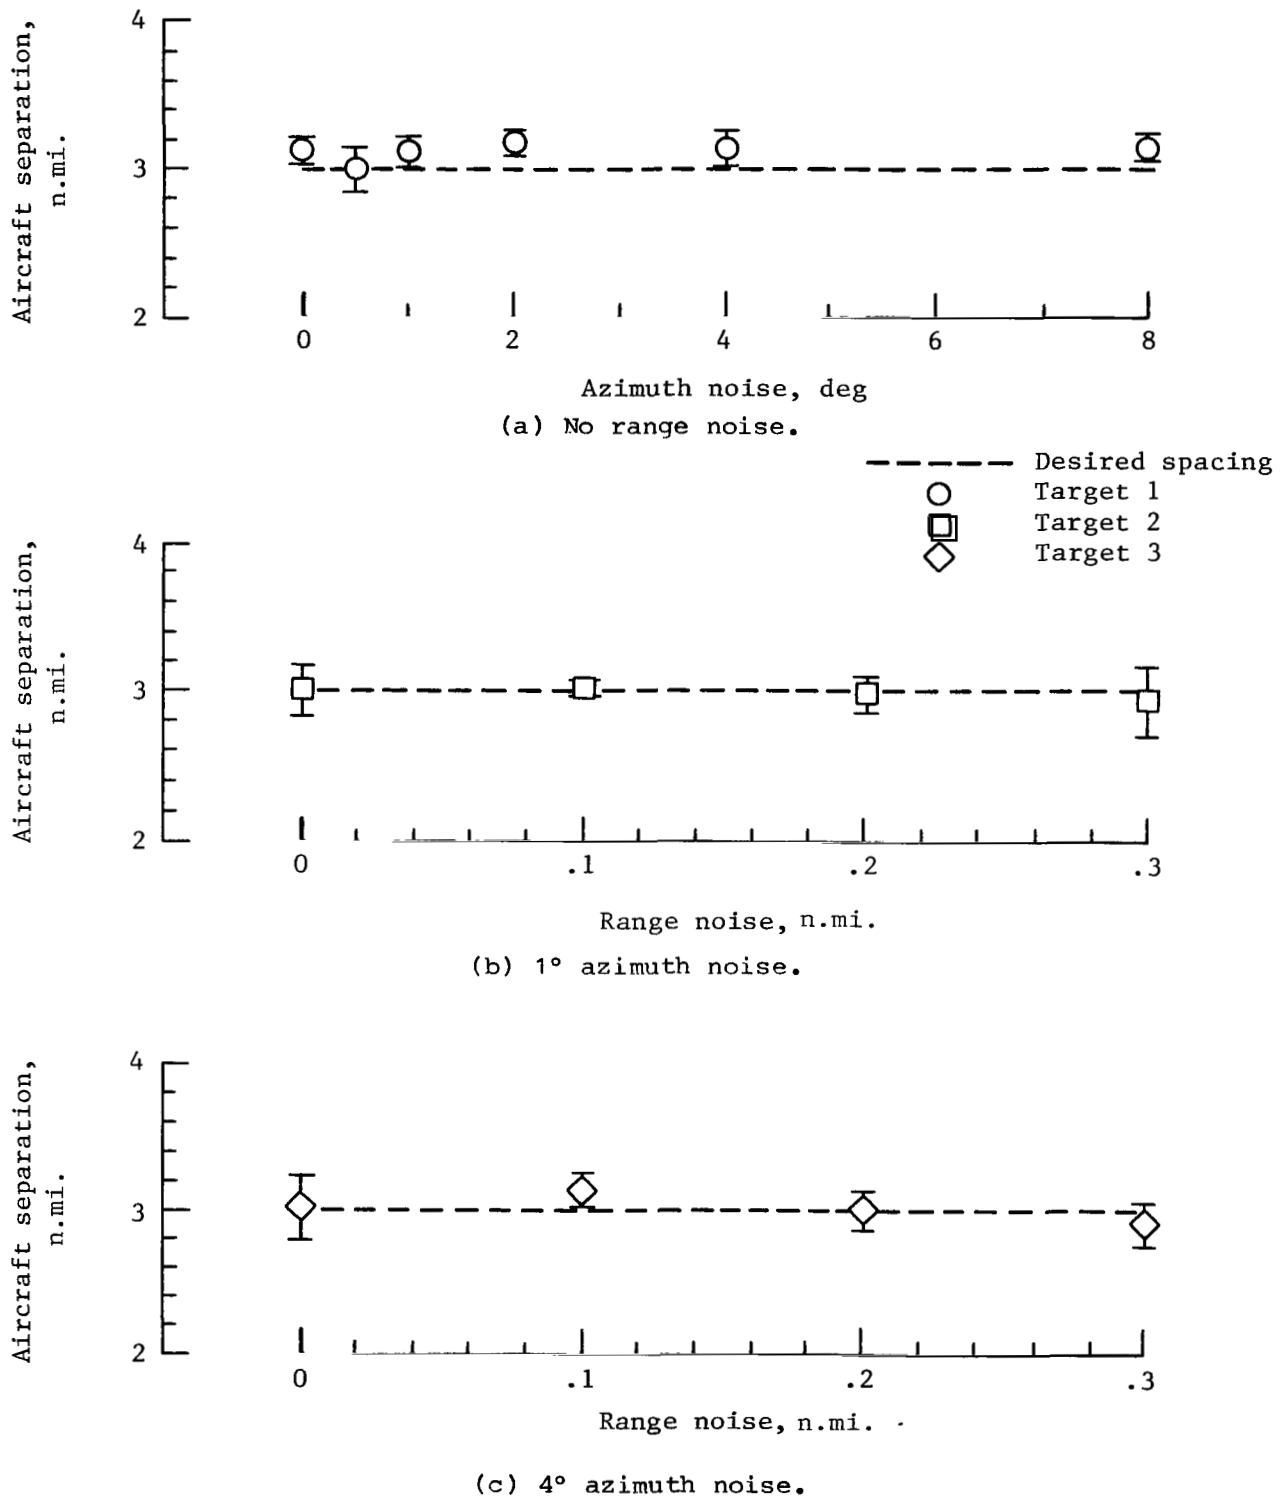 4
Aircraft separation,
n.mi.
3
2
0
2
4
6
8
Azimuth noise, deg
(a) No range noise.
Desired spacing
Target 1
Target 2
Target 3
4
Aircraft separation,
n.mi.
3
2
0
.1
.2
.3
Range noise, n.mi.
(b) 1° azimuth noise.
4
Aircraft separation,
n.mi.
3
2
0
.1
.2
.3
Range noise, n.mi.
(c) 4° azimuth noise.